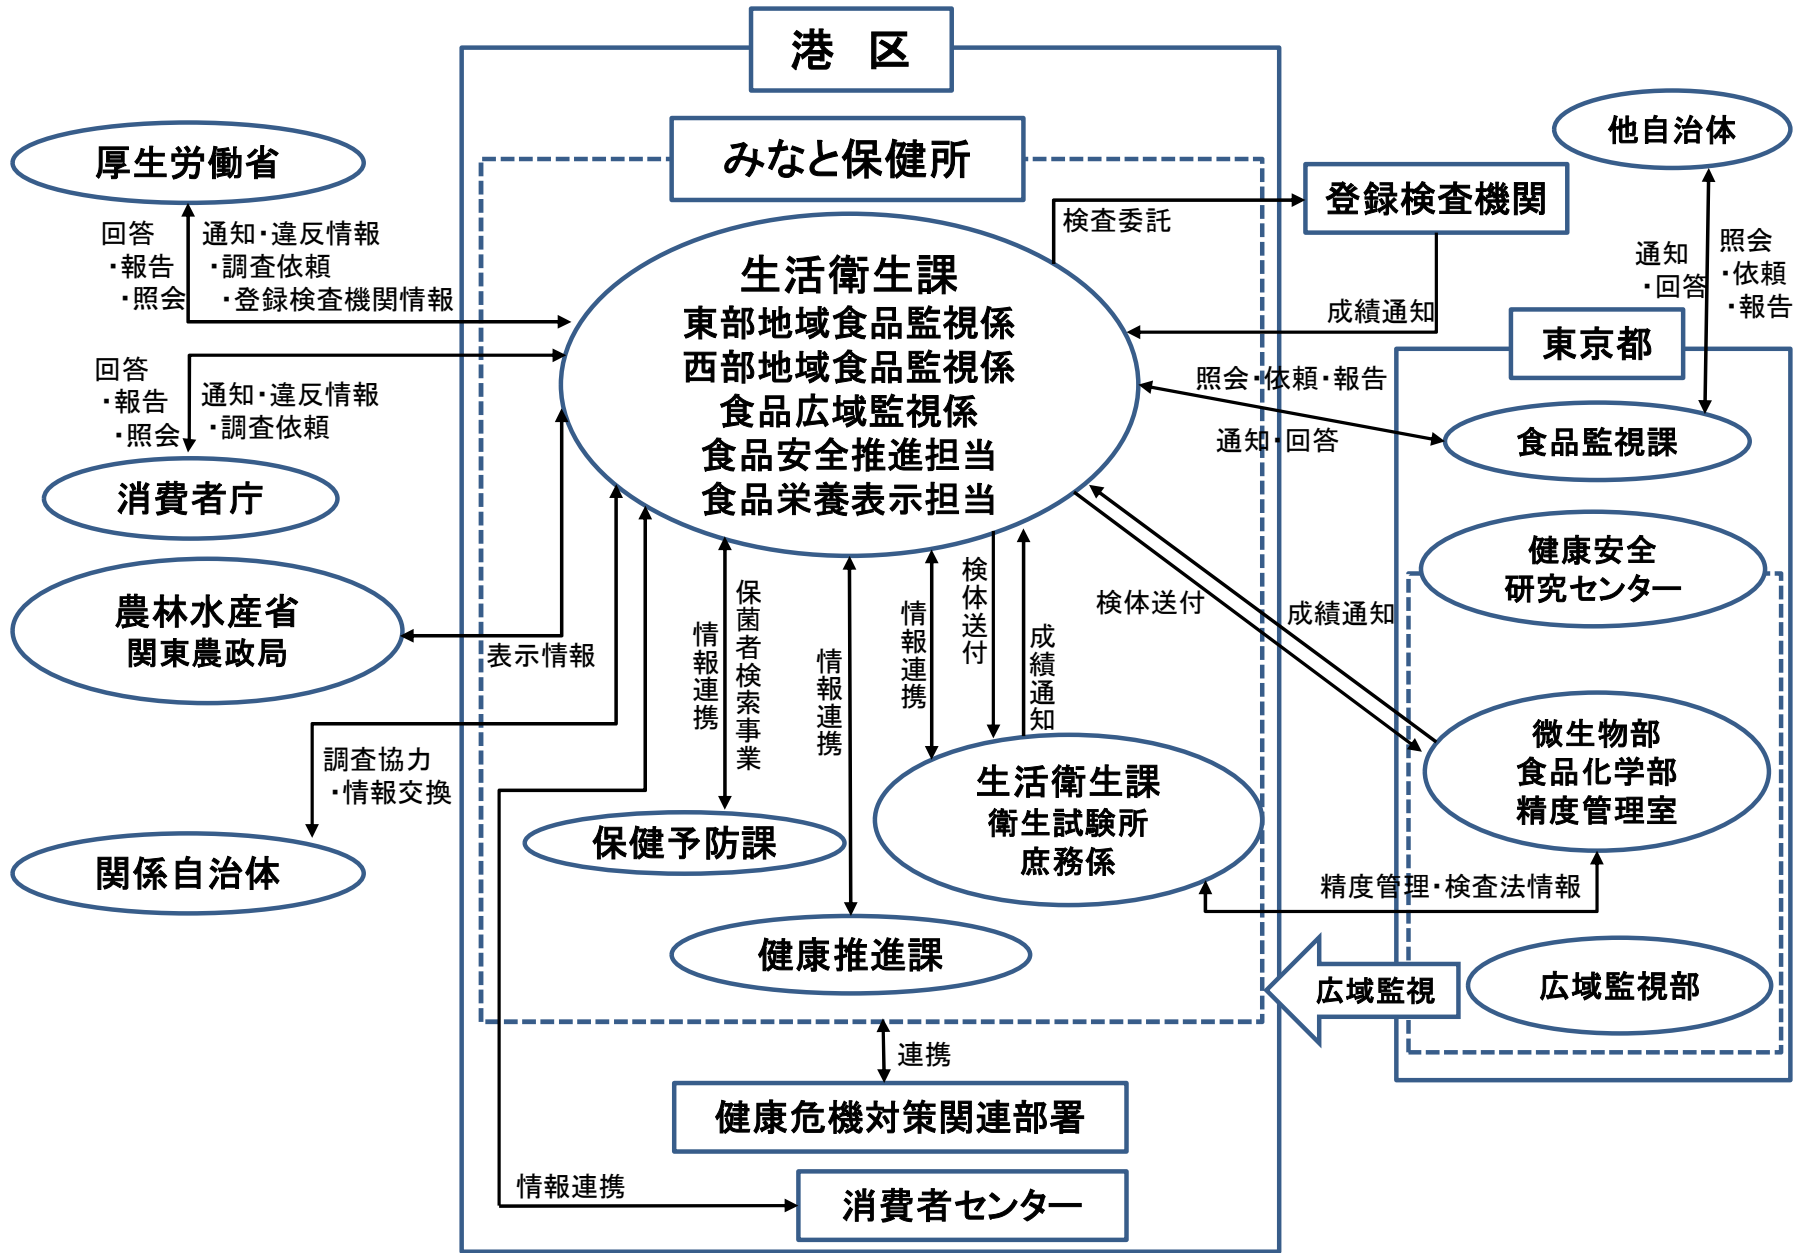 港　区
みなと保健所
厚生労働省
回答
・報告
・照会
通知・違反情報
・調査依頼
・登録検査機関情報
回答
・報告
・照会
通知・違反情報
・調査依頼
消費者庁
農林水産省
関東農政局
表示情報
調査協力
・情報交換
関係自治体
生活衛生課
東部地域食品監視係
西部地域食品監視係
食品広域監視係
食品安全推進担当
食品栄養表示担当
情報連携
保菌者検索事業
情報連携
情報連携
検体送付
成績通知
保健予防課
生活衛生課
衛生試験所
庶務係
健康推進課
連携
健康危機対策関連部署
情報連携
消費者センター
検査委託
登録検査機関
成績通知
他自治体
通知
・回答
照会
・依頼
・報告
東京都
照会・依頼・報告
通知・回答
食品監視課
健康安全
研究センター
検体送付
成績通知
微生物部
食品化学部
精度管理室
精度管理・検査法情報
広域監視
広域監視部